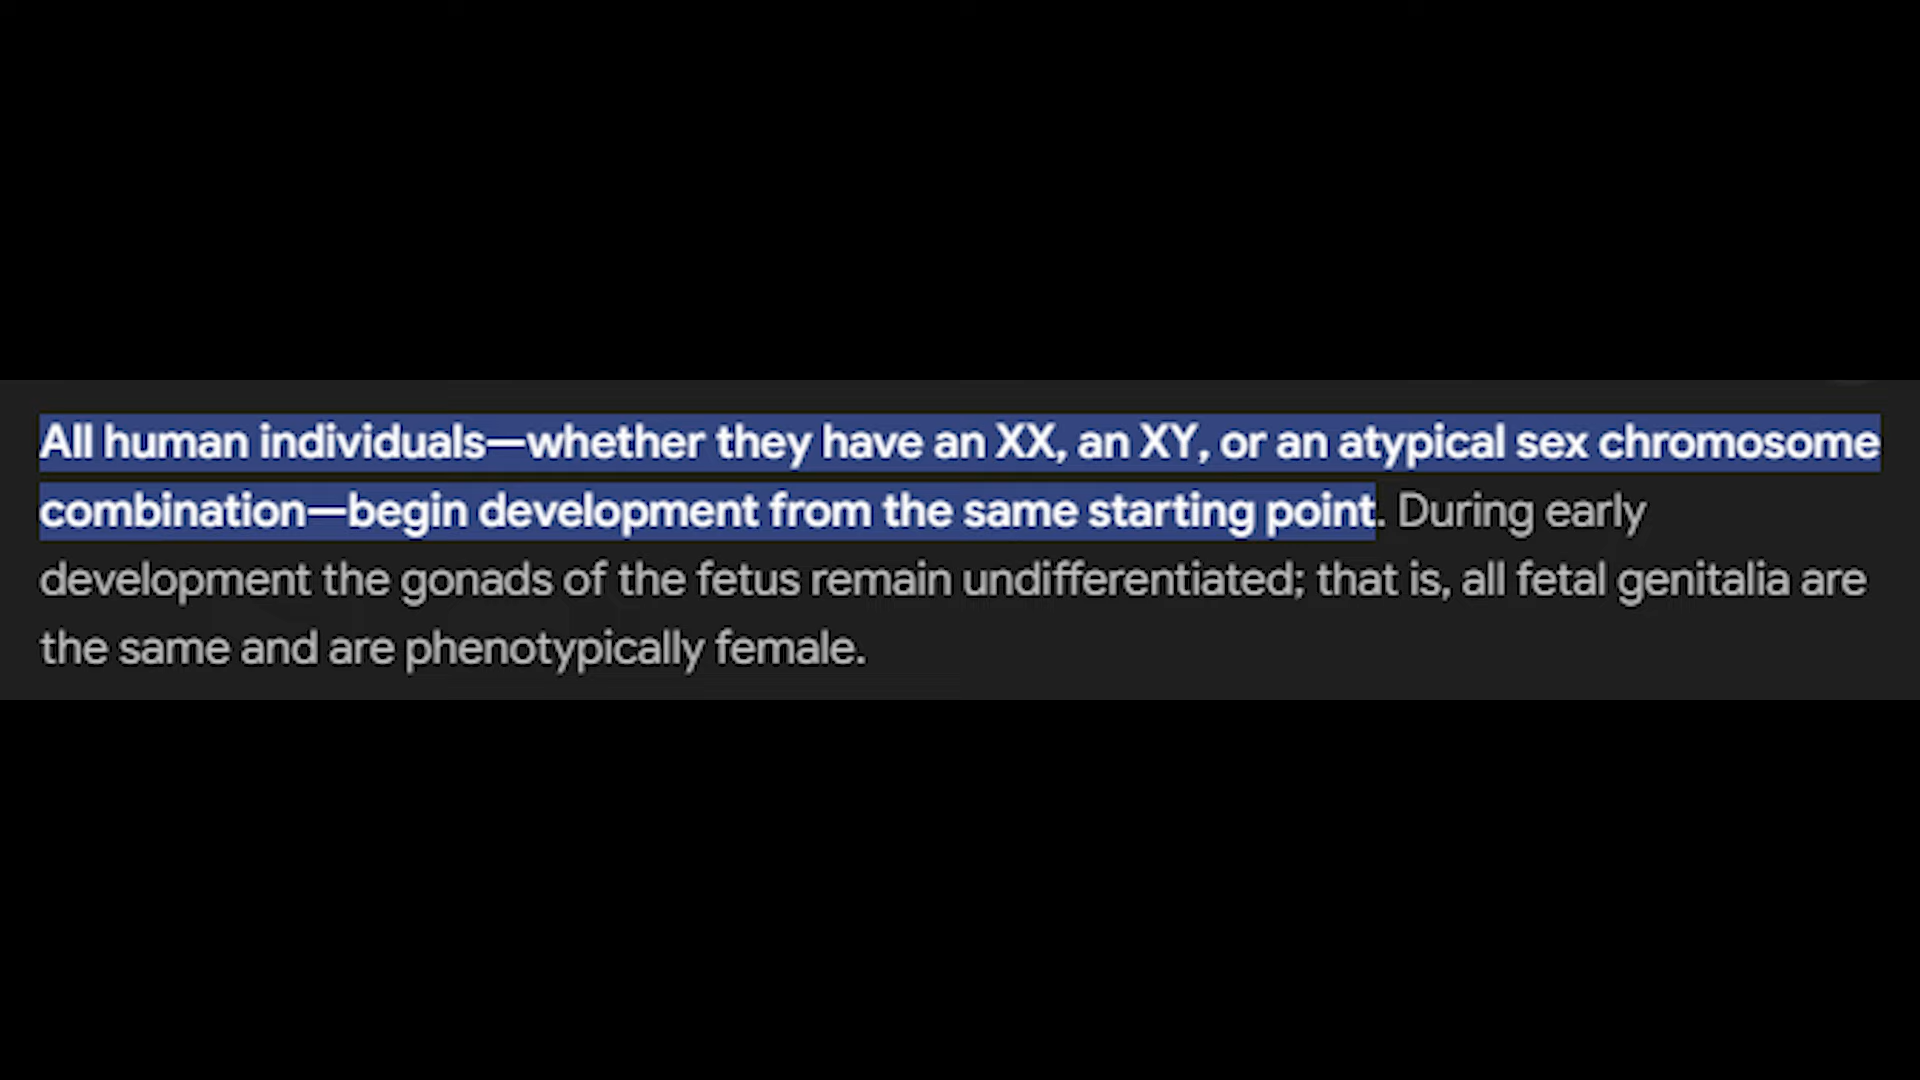 All human individuals—whether they have an XX, an XY, or an atypical sex chromosome
combination—begin development from the same starting point. During early
development the gonads of the fetus remain undifferentiated; that is, all fetal genitalia are
the same and are phenotypically female.